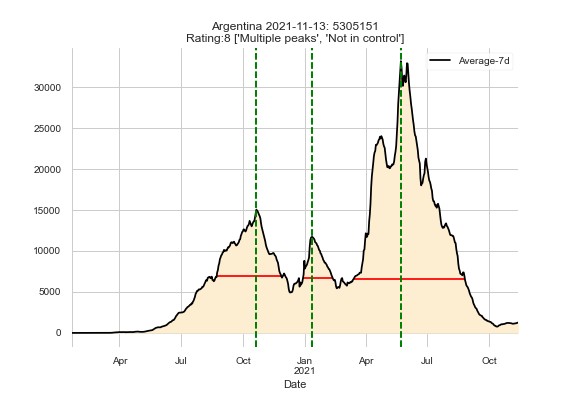 Argentina 2021-11-13: 5305151
Rating:8 ['Multiple peaks', 'Not in control']
Average-7d
30000
25000
20000
15000
10000
5000
0
Apr Jul Oct Jan Apr Jul Oct
2021
Date